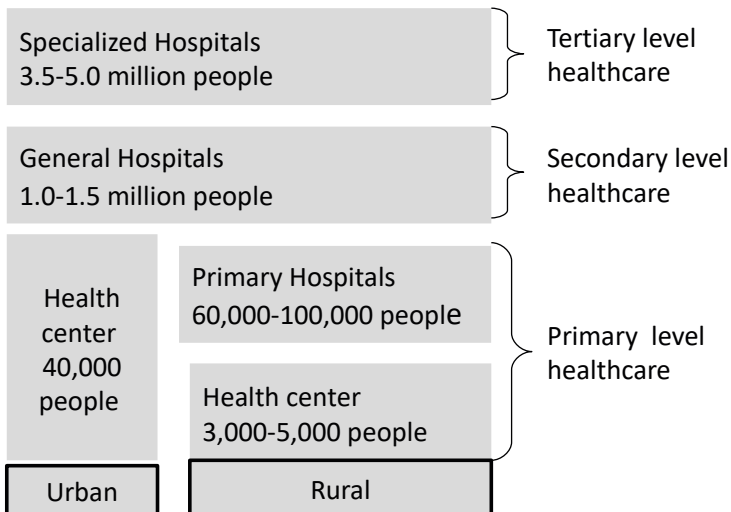 Specialized Hospitals
3.5-5.0 million people
Tertiary level
healthcare
General Hospitals
1.0-1.5 million people
Secondary level
healthcare
Health
center
40,000
people
Primary Hospitals
60,000-100,000 people
Health center
3,000-5,000 people
Primary level
healthcare
Urban
Rural